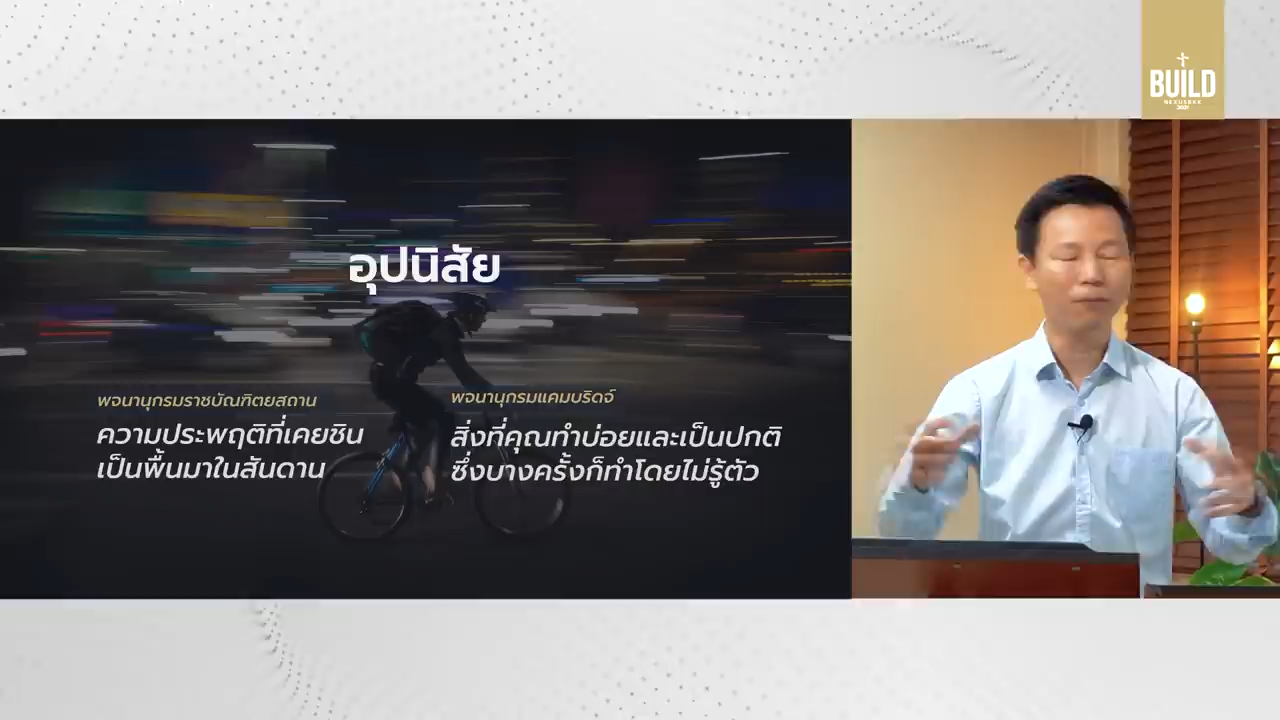 BUILD
NEXUSBKK
2021
อุปนิสัย
พจนานุกรมราชบัณฑิตยสถาน
ความประพฤติที่เคยชิน
เป็นพื้นมาในสันดาน
พจนานุกรมแคมบริดจ์
สิ่งที่คุณทำบ่อยและเป็นปกติ
ซึ่งบางครั้งก็ทำโดยไม่รู้ตัว